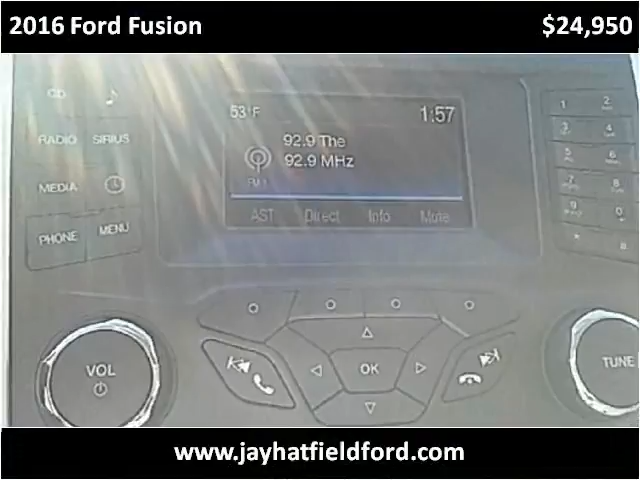 2016 Ford Fusion $24,950
CD
RADIO SIRIUS
MEDIA
PHONE MENU
53°F 1:57
92.9 The
92.9 MHz
FM 1
AST Direct Info Mute
1 2
3 4
5 6
7 8
9 0
*
OK
VOL
TUNE
www.jayhatfieldford.com